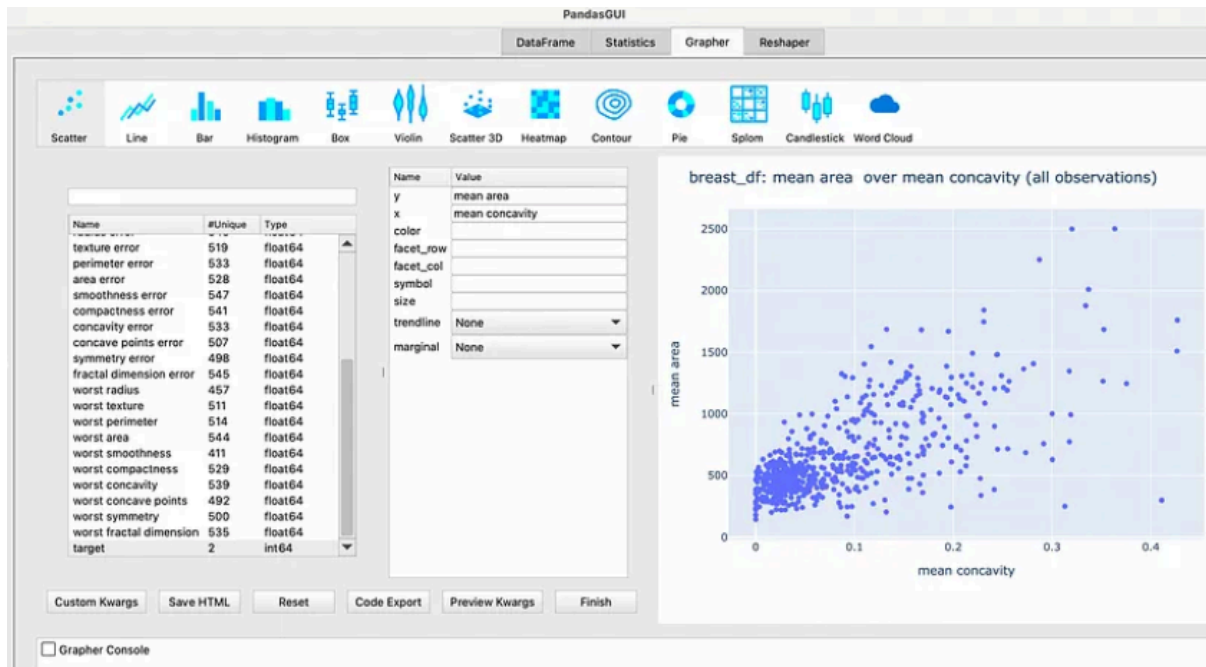 PandasGUI
DataFrame Statistics Grapher Reshaper
Scatter Line Bar Histogram Box Violin Scatter 3D Heatmap Contour Pie Splom Candlestick Word Cloud
Name #Unique Type
texture error 519 float64
perimeter error 533 float64
area error 528 float64
smoothness error 547 float64
compactness error 541 float64
concavity error 533 float64
concave points error 507 float64
symmetry error 498 float64
fractal dimension error 545 float64
worst radius 457 float64
worst texture 511 float64
worst perimeter 514 float64
worst area 544 float64
worst smoothness 411 float64
worst compactness 529 float64
worst concavity 539 float64
worst concave points 492 float64
worst symmetry 500 float64
worst fractal dimension 535 float64
target 2 int64
Name Value
y mean area
x mean concavity
color
facet_row
facet_col
symbol
size
trendline None
marginal None
breast_df: mean area over mean concavity (all observations)
2500
2000
1500
mean area
1000
500
0
0 0.1 0.2 0.3 0.4
mean concavity
Custom Kwargs Save HTML Reset Code Export Preview Kwargs Finish
Grapher Console